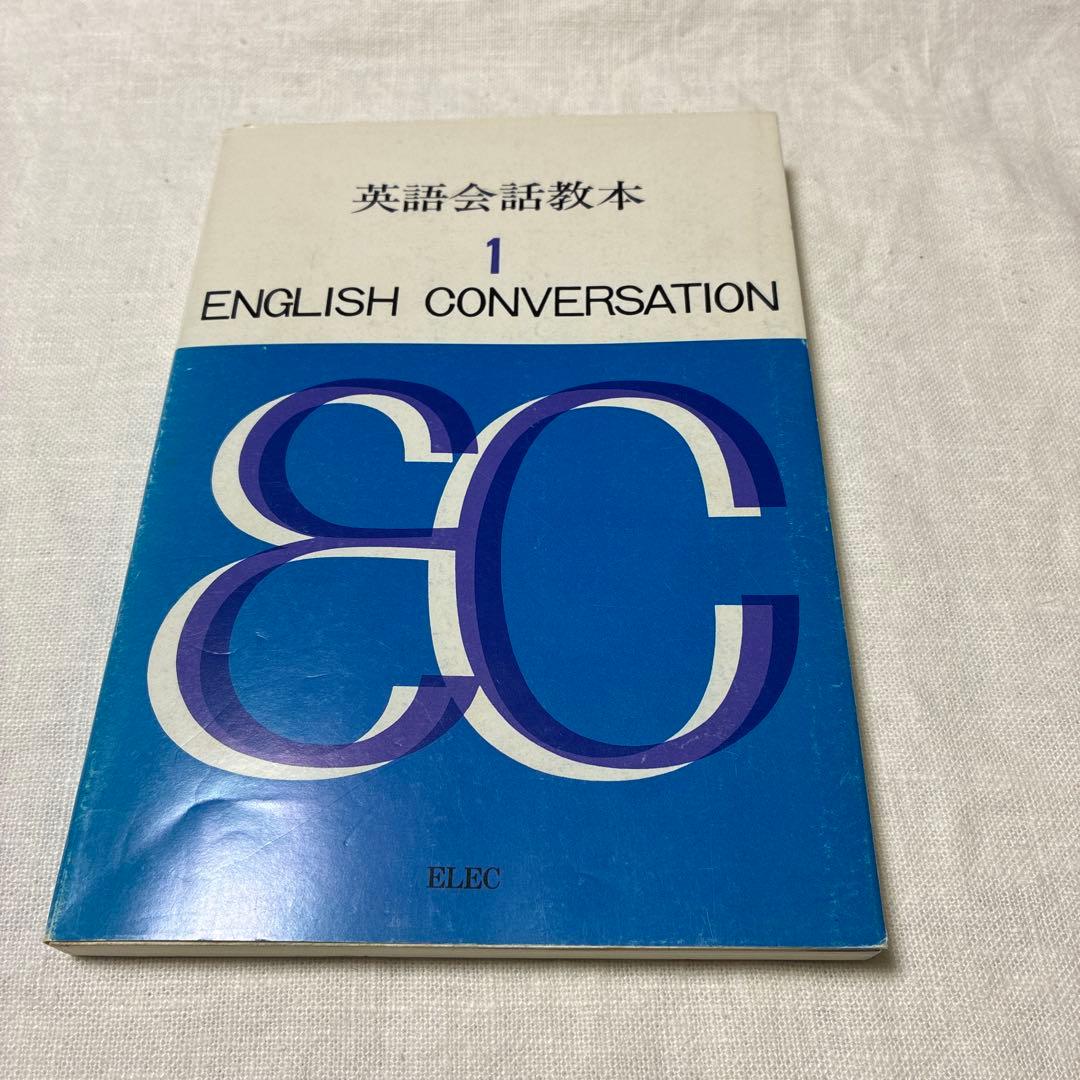 英語会話教本
1
ENGLISH CONVERSATION
EC
ELEC